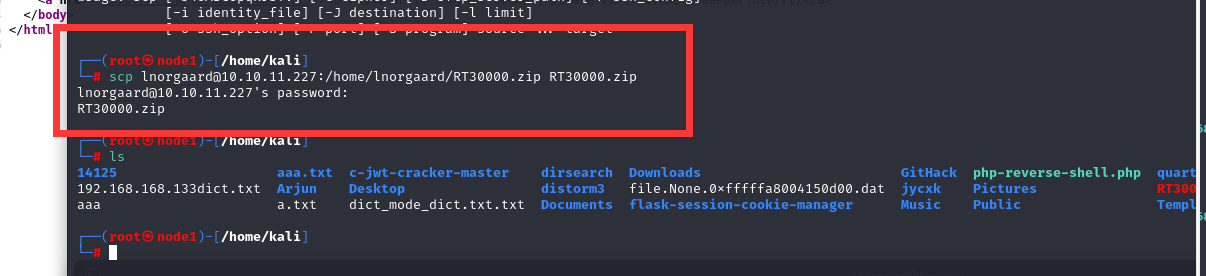 <a h
</body>
[-i identity_file] [-J destination] [-l limit]
</html
┌──(root㉿node1)-[/home/kali]
└─# scp lnorgaard@10.10.11.227:/home/lnorgaard/RT30000.zip RT30000.zip
lnorgaard@10.10.11.227's password:
RT30000.zip
┌──(root㉿node1)-[/home/kali]
└─# ls
14125 aaa.txt c-jwt-cracker-master dirsearch Downloads GitHack php-reverse-shell.php quart
192.168.168.133dict.txt Arjun Desktop distorm3 file.None.0×fffffa8004150d00.dat jycxk Pictures RT300
aaa a.txt dict_mode_dict.txt.txt Documents flask-session-cookie-manager Music Public Templ
┌──(root㉿node1)-[/home/kali]
└─#